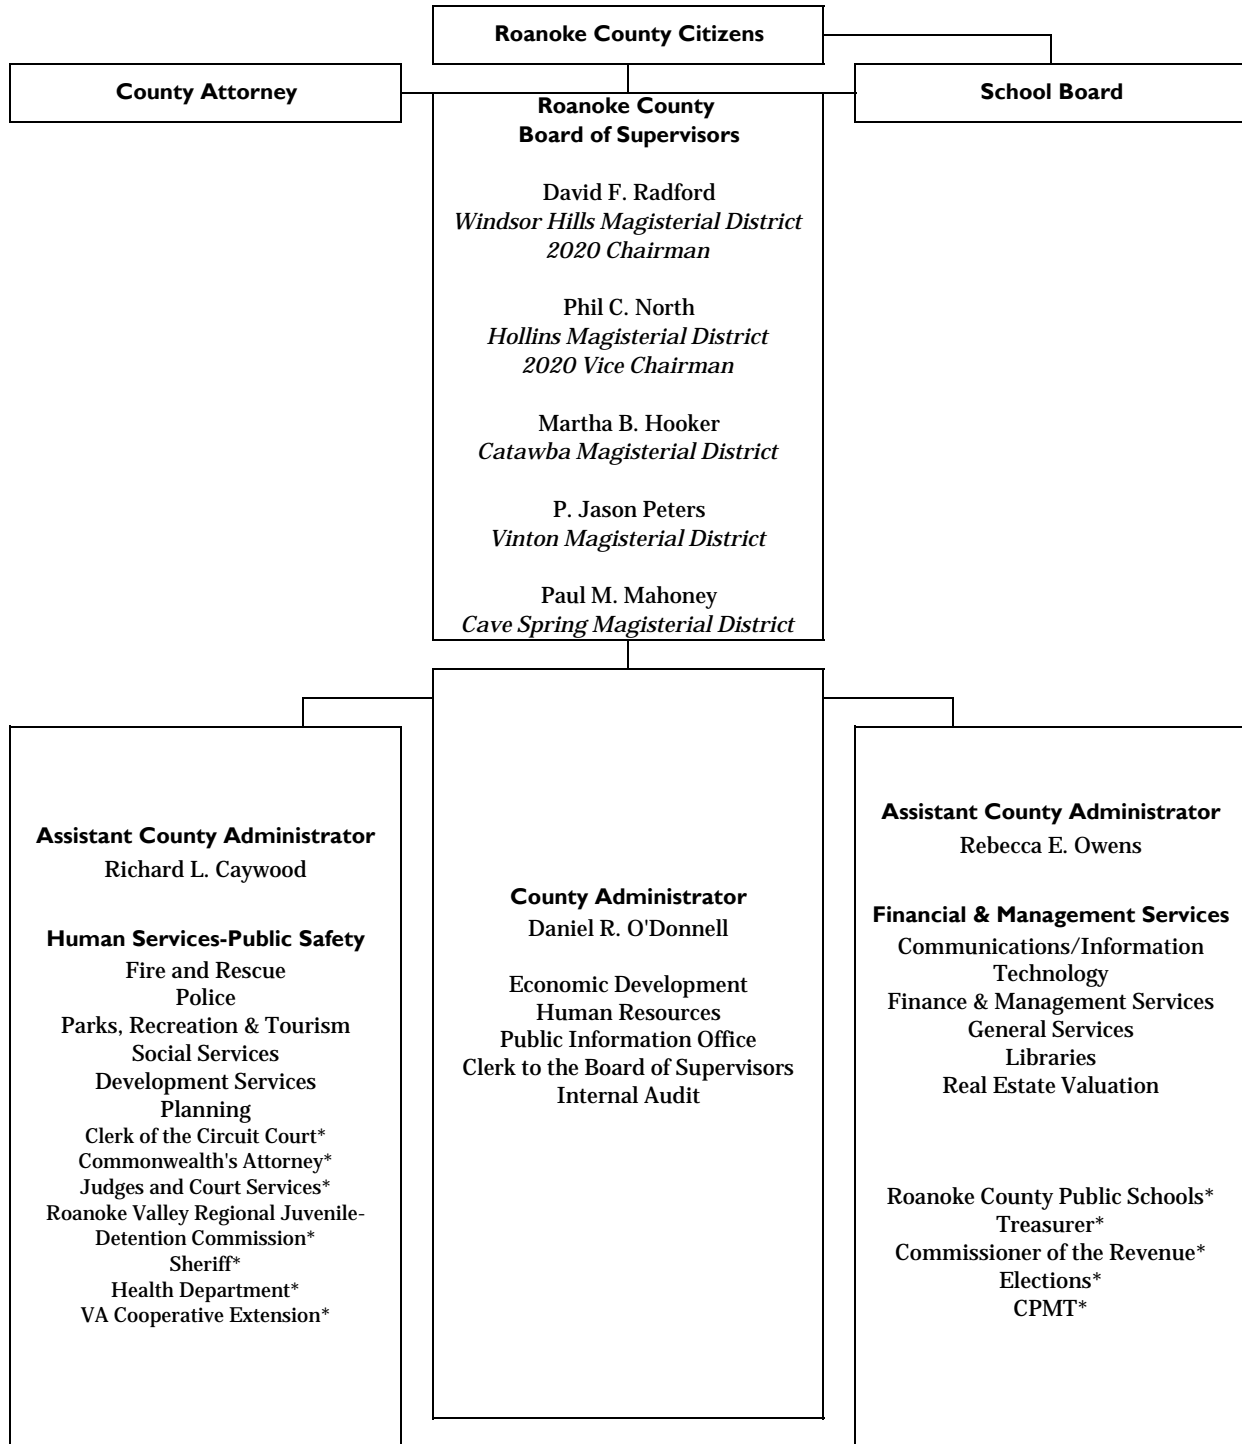 Roanoke County Citizens
County Attorney
School Board
Roanoke County
Board of Supervisors
David F. Radford
Windsor Hills Magisterial District
2020 Chairman
Phil C. North
Hollins Magisterial District
2020 Vice Chairman
Martha B. Hooker
Catawba Magisterial District
P. Jason Peters
Vinton Magisterial District
Paul M. Mahoney
Cave Spring Magisterial District
Assistant County Administrator
Richard L. Caywood
Human Services-Public Safety
Fire and Rescue
Police
Parks, Recreation & Tourism
Social Services
Development Services
Planning
Clerk of the Circuit Court*
Commonwealth's Attorney*
Judges and Court Services*
Roanoke Valley Regional Juvenile-
Detention Commission*
Sheriff*
Health Department*
VA Cooperative Extension*
County Administrator
Daniel R. O'Donnell
Economic Development
Human Resources
Public Information Office
Clerk to the Board of Supervisors
Internal Audit
Assistant County Administrator
Rebecca E. Owens
Financial & Management Services
Communications/Information
Technology
Finance & Management Services
General Services
Libraries
Real Estate Valuation
Roanoke County Public Schools*
Treasurer*
Commissioner of the Revenue*
Elections*
CPMT*